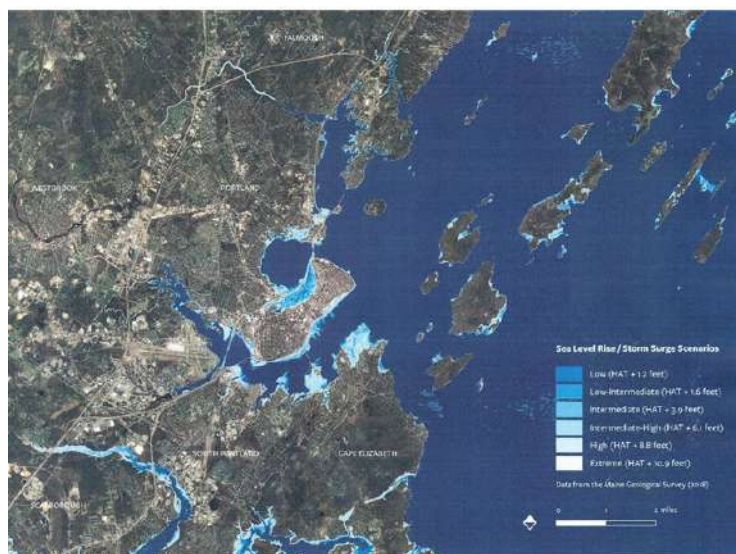 FALMOUTH
WESTBROOK
PORTLAND
SOUTH PORTLAND
CAPE ELIZABETH
SCARBOROUGH
Sea Level Rise / Storm Surge Scenarios
Low (HAT + 1.2 feet)
Low-Intermediate (HAT + 1.6 feet)
Intermediate (HAT + 3.9 feet)
Intermediate-High (HAT + 6.1 feet)
High (HAT + 8.8 feet)
Extreme (HAT + 10.9 feet)
Data from the Maine Geological Survey (2018)
0 1 2 miles